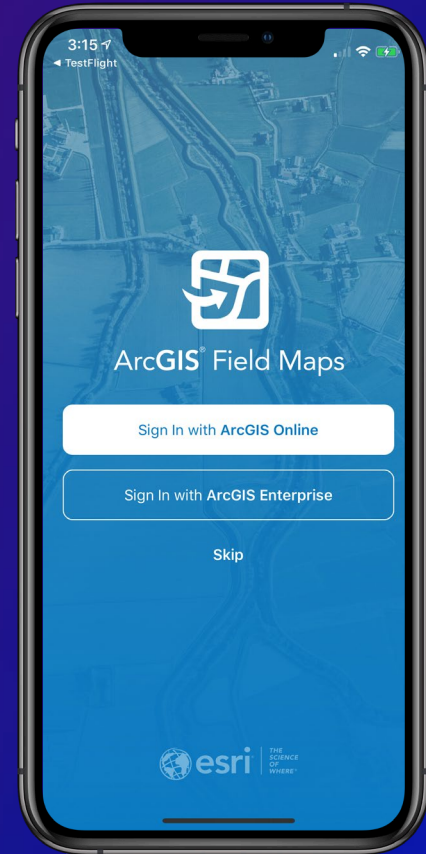 3:15
◀ TestFlight
ArcGIS® Field Maps
Sign In with ArcGIS Online
Sign In with ArcGIS Enterprise
Skip
esri
THE
SCIENCE
OF
WHERE™